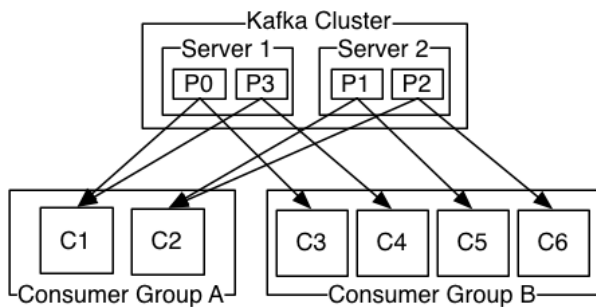 Kafka Cluster
Server 1 Server 2
P0 P3 P1 P2
C1 C2 C3 C4 C5 C6
Consumer Group A Consumer Group B